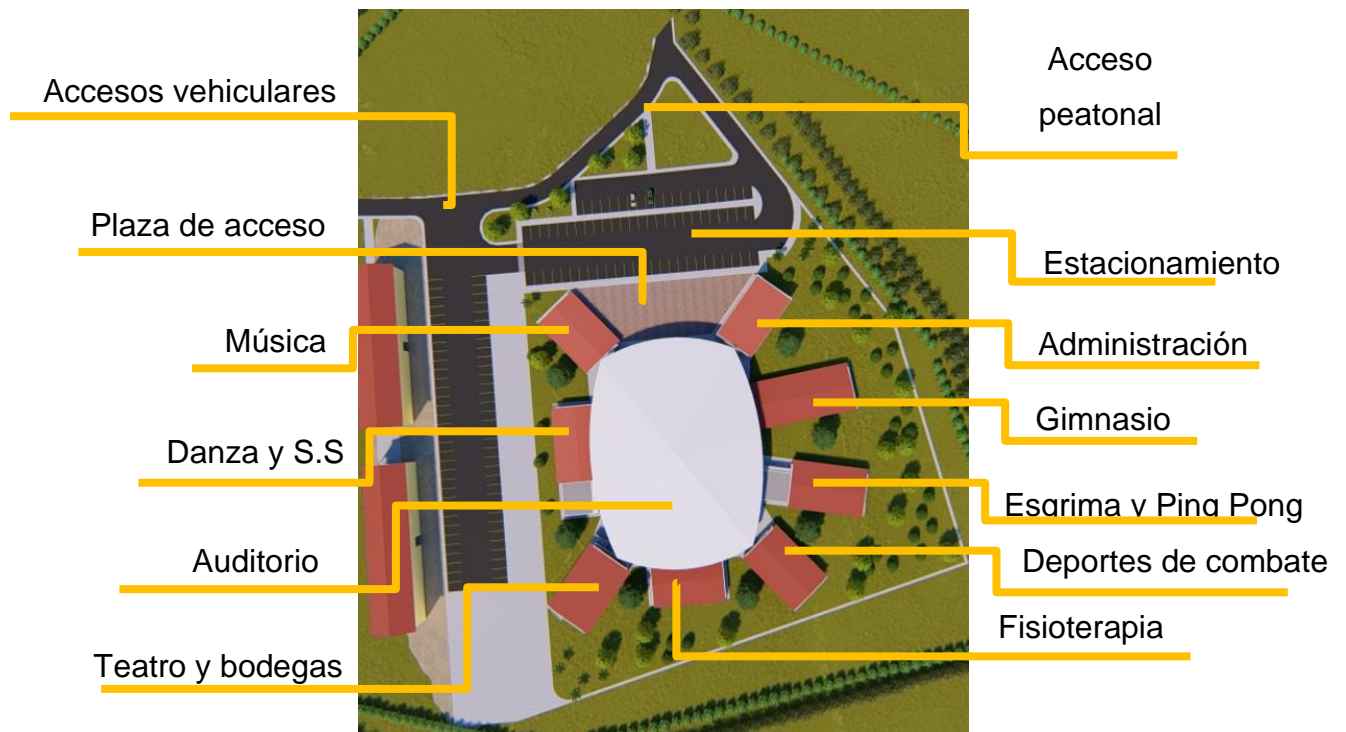 Accesos vehiculares
Plaza de acceso
Música
Danza y S.S
Auditorio
Teatro y bodegas
Acceso
peatonal
Estacionamiento
Administración
Gimnasio
Esgrima y Ping Pong
Deportes de combate
Fisioterapia